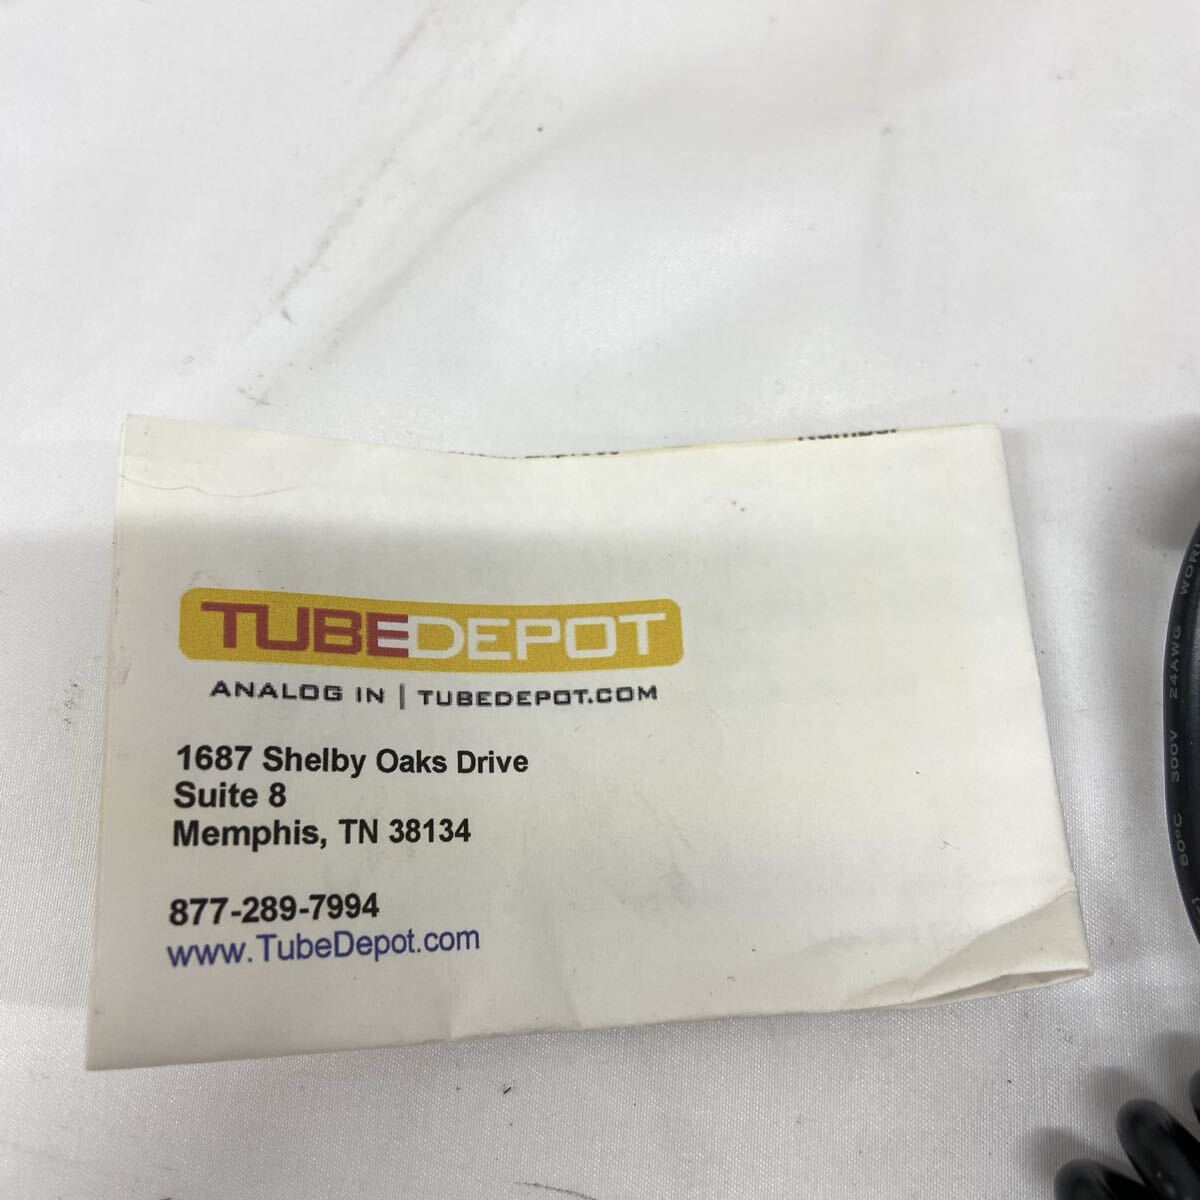 TUBEDEPOT
ANALOG IN | TUBEDEPOT.COM
1687 Shelby Oaks Drive
Suite 8
Memphis, TN 38134
877-289-7994
www.TubeDepot.com
80°C 300V 24AWG